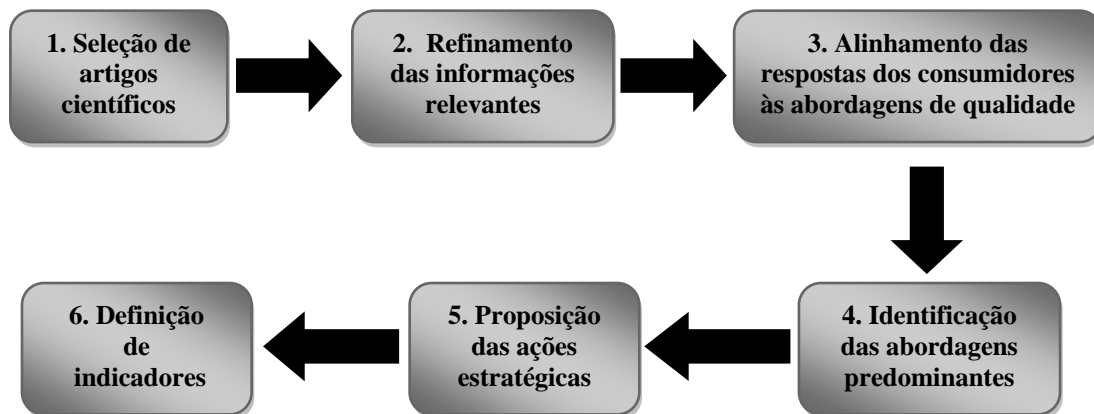 1. Seleção de
artigos
científicos
2. Refinamento
das informações
relevantes
3. Alinhamento das
respostas dos consumidores
às abordagens de qualidade
4. Identificação
das abordagens
predominantes
5. Proposição
das ações
estratégicas
6. Definição
de
indicadores